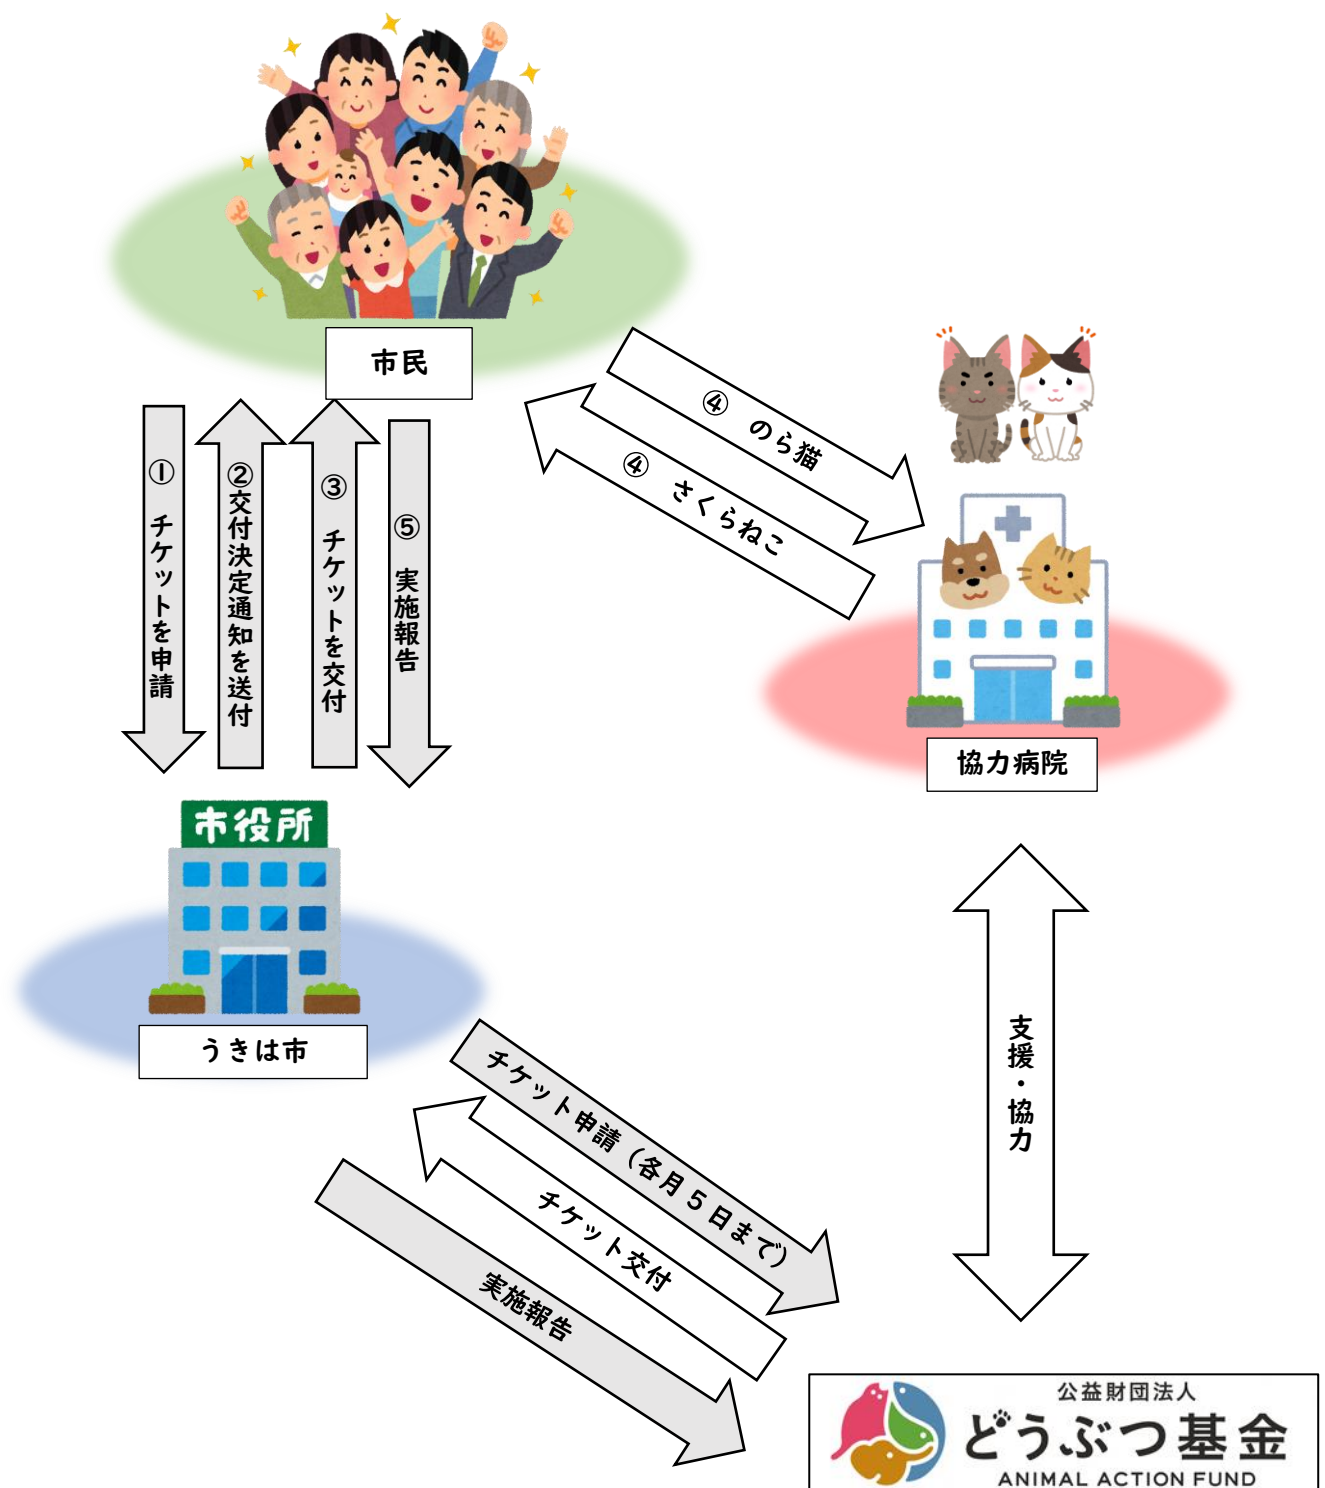 市民
① チケットを申請
②交付決定通知を送付
③ チケットを交付
⑤ 実施報告
④ のら猫
④ さくらねこ
協力病院
市役所
うきは市
支援・協力
チケット申請（各月５日まで）
チケット交付
実施報告
公益財団法人
どうぶつ基金
ANIMAL ACTION FUND